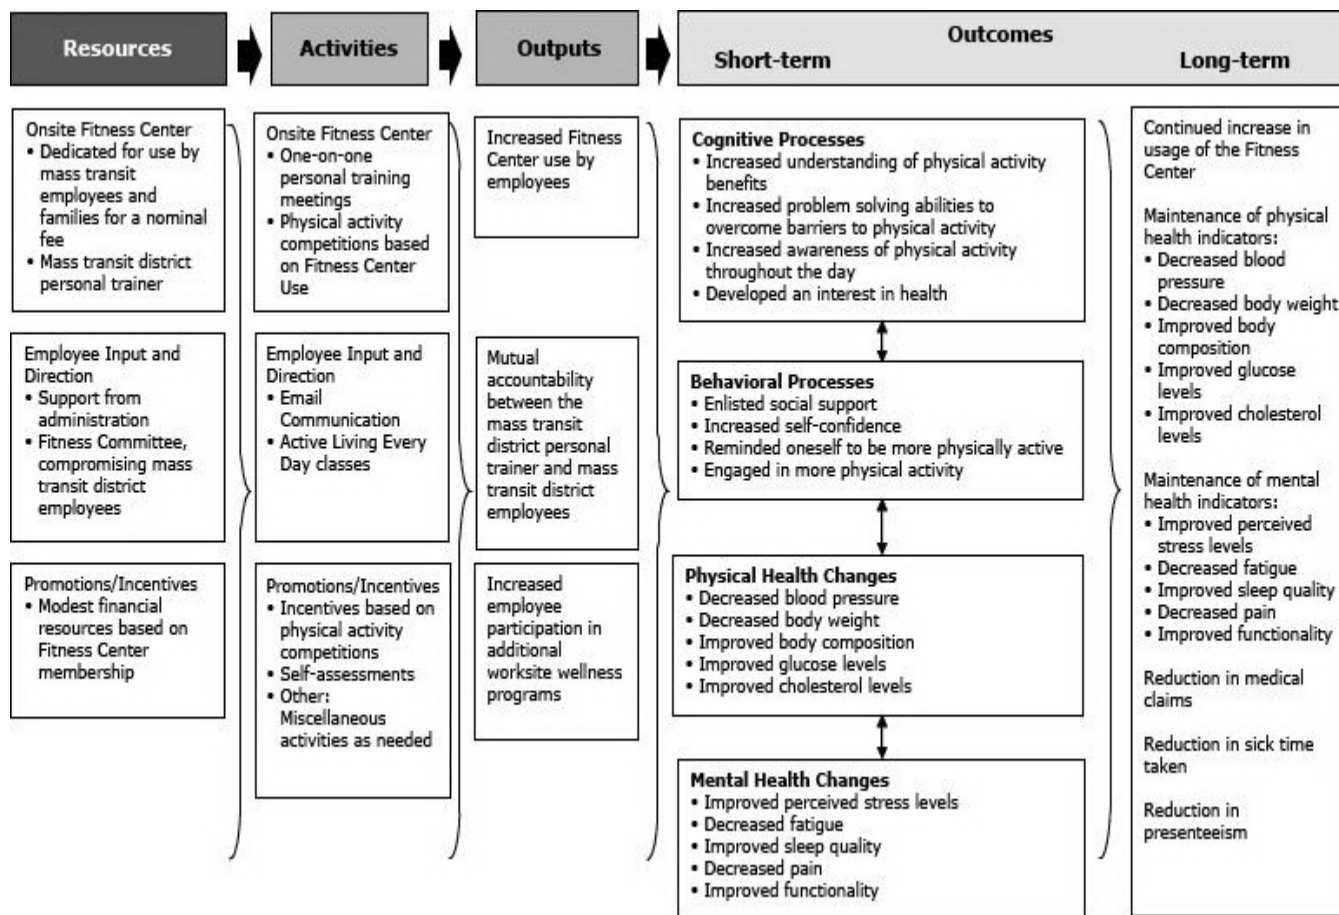 Resources
Activities
Outputs
Outcomes
Short-term
Long-term
Onsite Fitness Center
• Dedicated for use by
mass transit
employees and
families for a nominal
fee
• Mass transit district
personal trainer
Employee Input and
Direction
• Support from
administration
• Fitness Committee,
compromising mass
transit district
employees
Promotions/Incentives
• Modest financial
resources based on
Fitness Center
membership
Onsite Fitness Center
• One-on-one
personal training
meetings
• Physical activity
competitions based
on Fitness Center
Use
Employee Input and
Direction
• Email
Communication
• Active Living Every
Day classes
Promotions/Incentives
• Incentives based on
physical activity
competitions
• Self-assessments
• Other:
Miscellaneous
activities as needed
Increased Fitness
Center use by
employees
Mutual
accountability
between the
mass transit
district personal
trainer and mass
transit district
employees
Increased
employee
participation in
additional
worksite wellness
programs
Cognitive Processes
• Increased understanding of physical activity
benefits
• Increased problem solving abilities to
overcome barriers to physical activity
• Increased awareness of physical activity
throughout the day
• Developed an interest in health
Behavioral Processes
• Enlisted social support
• Increased self-confidence
• Reminded oneself to be more physically active
• Engaged in more physical activity
Physical Health Changes
• Decreased blood pressure
• Decreased body weight
• Improved body composition
• Improved glucose levels
• Improved cholesterol levels
Mental Health Changes
• Improved perceived stress levels
• Decreased fatigue
• Improved sleep quality
• Decreased pain
• Improved functionality
Continued increase in
usage of the Fitness
Center
Maintenance of physical
health indicators:
• Decreased blood
pressure
• Decreased body weight
• Improved body
composition
• Improved glucose
levels
• Improved cholesterol
levels
Maintenance of mental
health indicators:
• Improved perceived
stress levels
• Decreased fatigue
• Improved sleep quality
• Decreased pain
• Improved functionality
Reduction in medical
claims
Reduction in sick time
taken
Reduction in
presenteeism